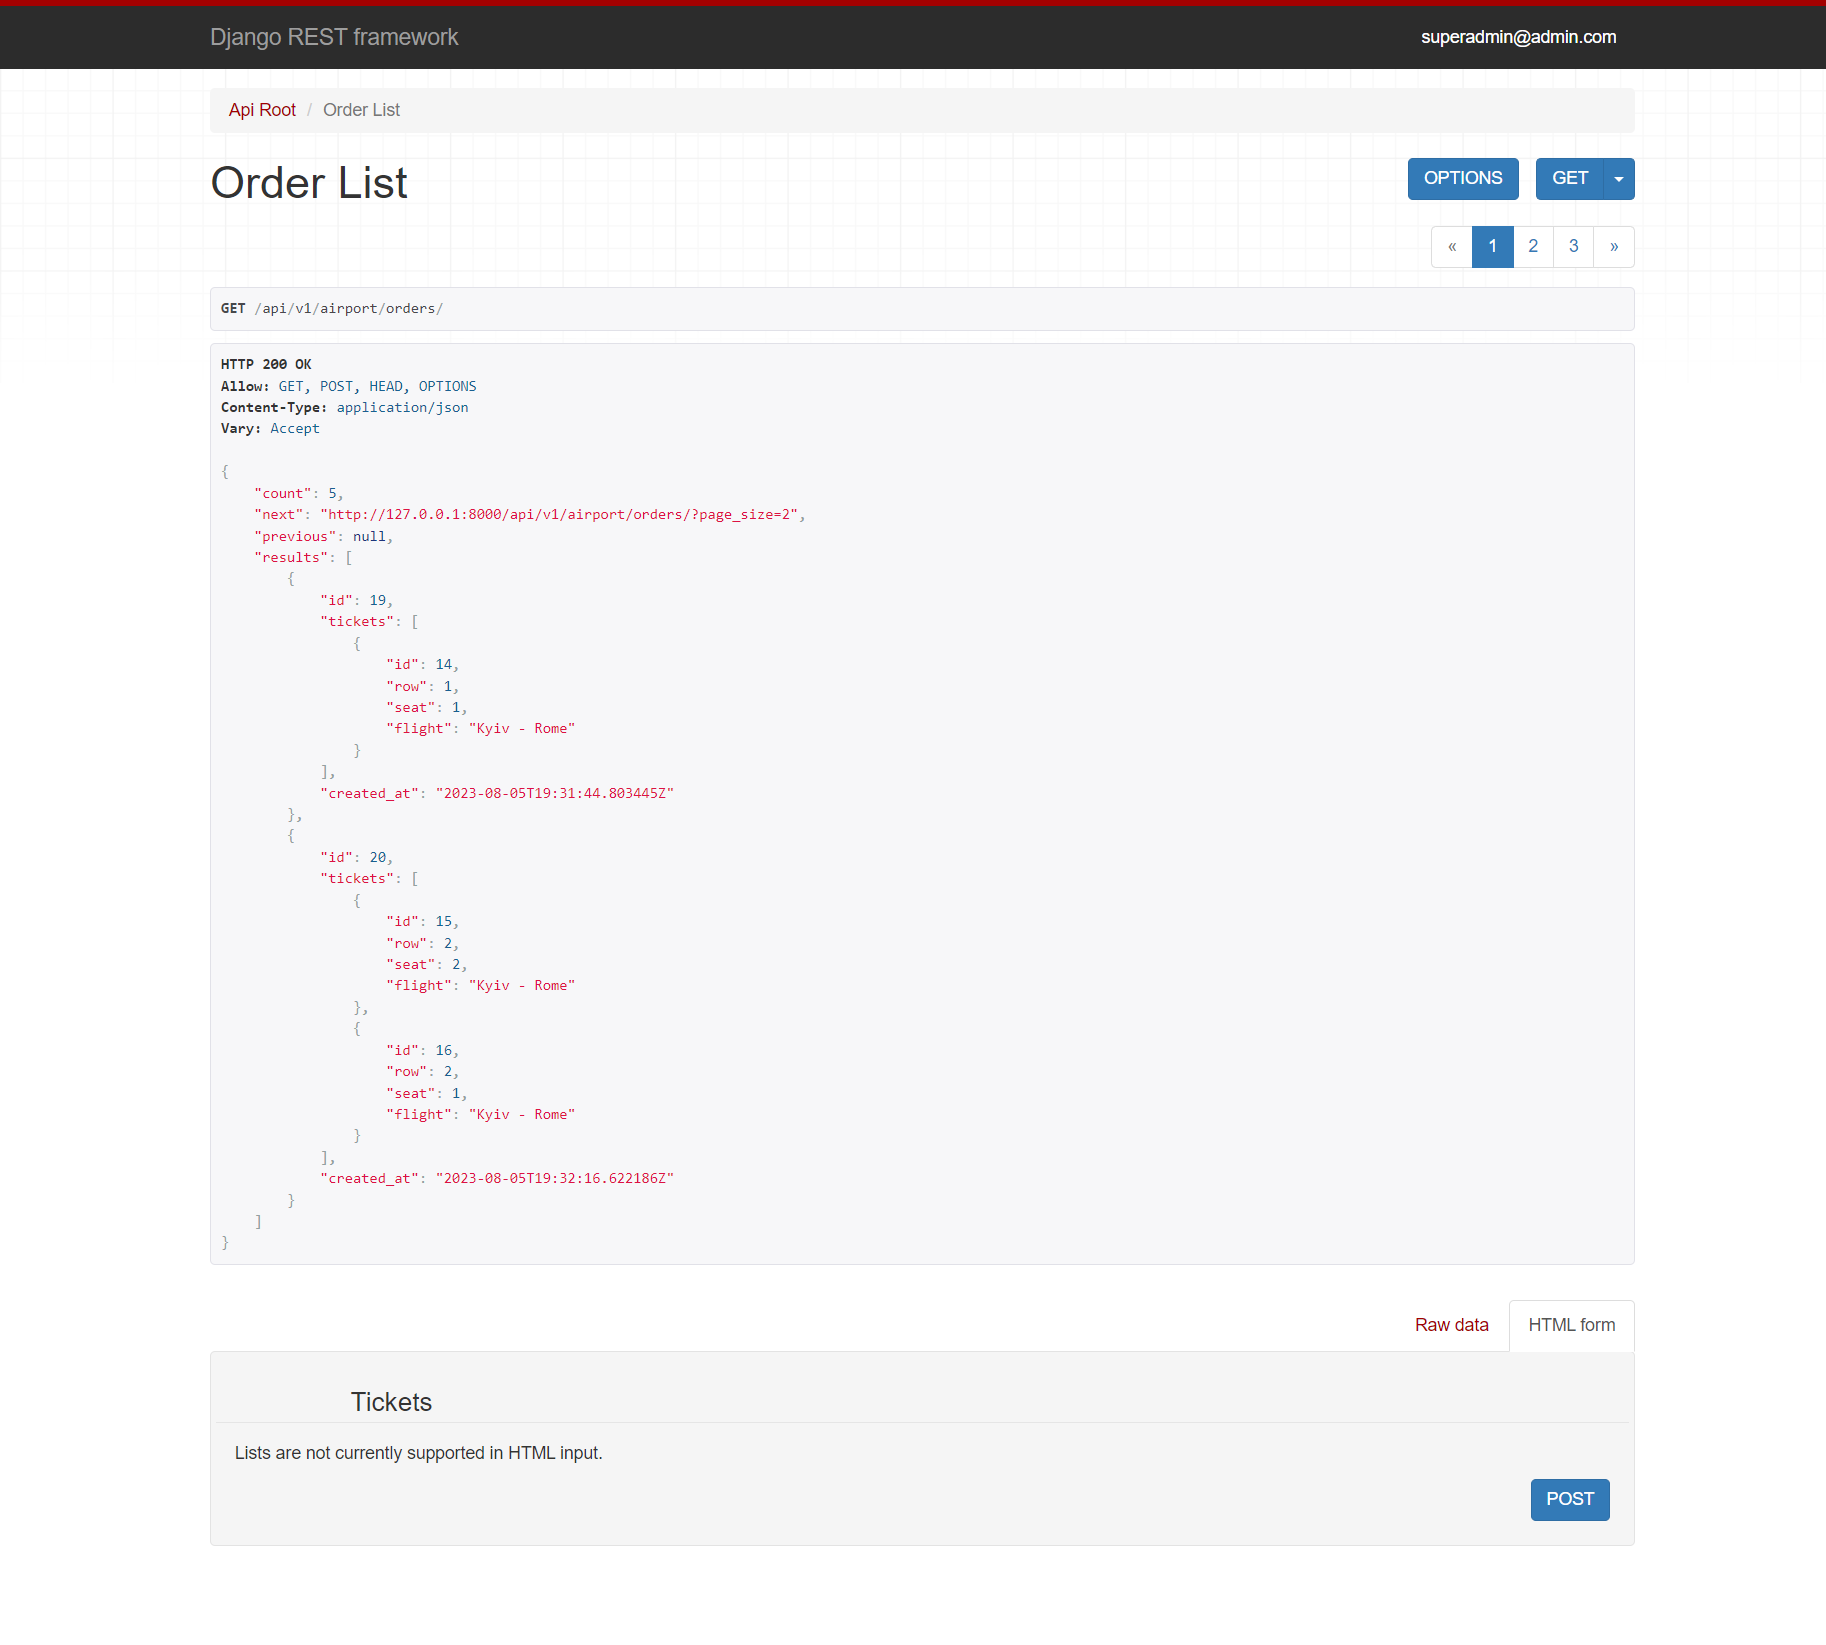 Django REST framework
superadmin@admin.com
Api Root / Order List
Order List
OPTIONS
GET
« 1 2 3 »
GET /api/v1/airport/orders/
HTTP 200 OK
Allow: GET, POST, HEAD, OPTIONS
Content-Type: application/json
Vary: Accept
{
    "count": 5,
    "next": "http://127.0.0.1:8000/api/v1/airport/orders/?page_size=2",
    "previous": null,
    "results": [
        {
            "id": 19,
            "tickets": [
                {
                    "id": 14,
                    "row": 1,
                    "seat": 1,
                    "flight": "Kyiv - Rome"
                }
            ],
            "created_at": "2023-08-05T19:31:44.803445Z"
        },
        {
            "id": 20,
            "tickets": [
                {
                    "id": 15,
                    "row": 2,
                    "seat": 2,
                    "flight": "Kyiv - Rome"
                },
                {
                    "id": 16,
                    "row": 2,
                    "seat": 1,
                    "flight": "Kyiv - Rome"
                }
            ],
            "created_at": "2023-08-05T19:32:16.622186Z"
        }
    ]
}
Raw data
HTML form
Tickets
Lists are not currently supported in HTML input.
POST